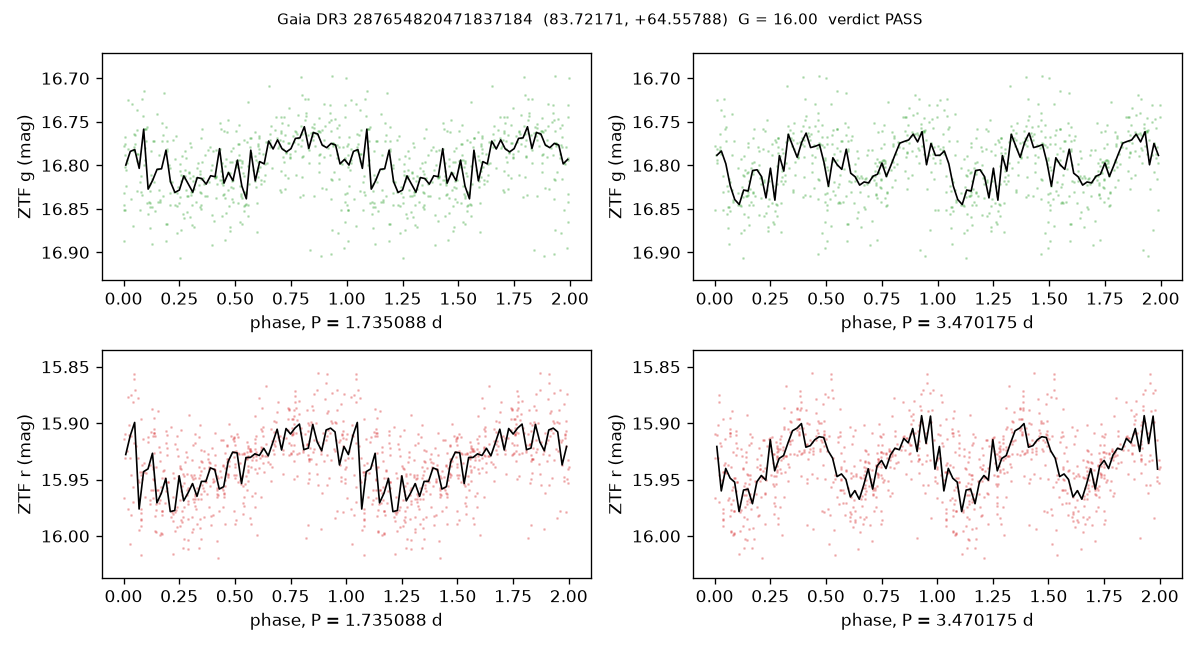 Gaia DR3 287654820471837184 (83.72171, +64.55788) G = 16.00 verdict PASS
ZTF g (mag)
16.70
16.75
16.80
16.85
16.90
0.00 0.25 0.50 0.75 1.00 1.25 1.50 1.75 2.00
phase, P = 1.735088 d
ZTF g (mag)
16.70
16.75
16.80
16.85
16.90
0.00 0.25 0.50 0.75 1.00 1.25 1.50 1.75 2.00
phase, P = 3.470175 d
ZTF r (mag)
15.85
15.90
15.95
16.00
0.00 0.25 0.50 0.75 1.00 1.25 1.50 1.75 2.00
phase, P = 1.735088 d
ZTF r (mag)
15.85
15.90
15.95
16.00
0.00 0.25 0.50 0.75 1.00 1.25 1.50 1.75 2.00
phase, P = 3.470175 d